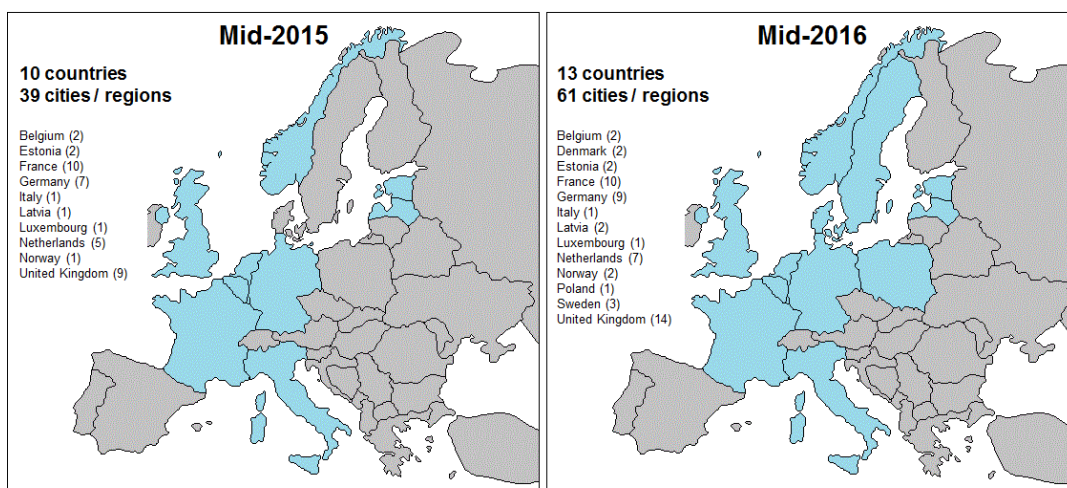 Mid-2015
10 countries
39 cities / regions
Belgium (2)
Estonia (2)
France (10)
Germany (7)
Italy (1)
Latvia (1)
Luxembourg (1)
Netherlands (5)
Norway (1)
United Kingdom (9)
Mid-2016
13 countries
61 cities / regions
Belgium (2)
Denmark (2)
Estonia (2)
France (10)
Germany (9)
Italy (1)
Latvia (2)
Luxembourg (1)
Netherlands (7)
Norway (2)
Poland (1)
Sweden (3)
United Kingdom (14)